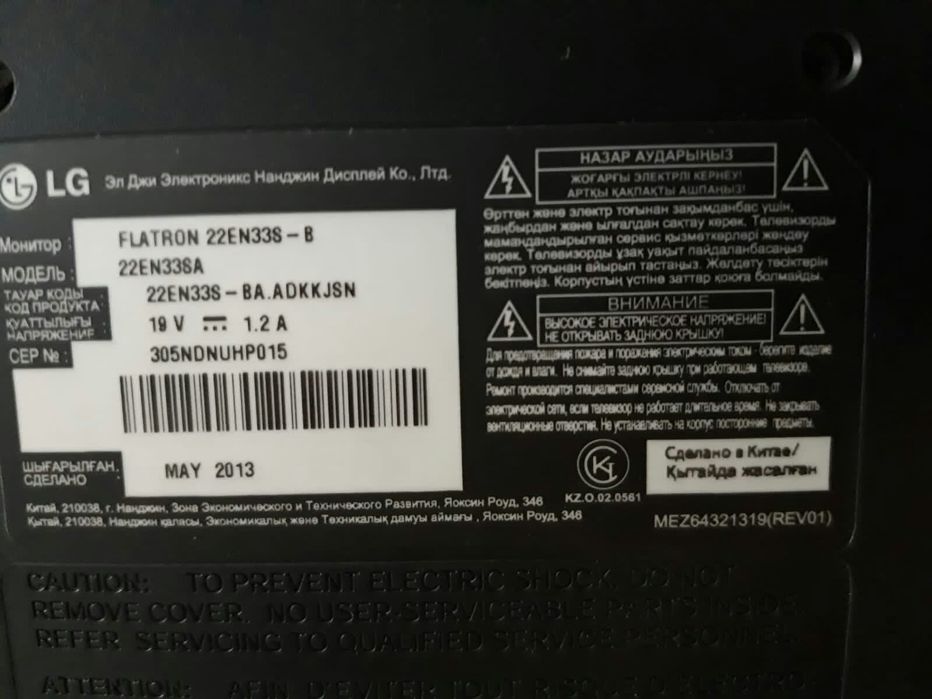 LG Эл Джи Электроникс Нанджин Дисплей Ко., Лтд.
Монитор : FLATRON 22EN33S-B
МОДЕЛЬ : 22EN33SA
ТАУАР КОДЫ
КОД ПРОДУКТА : 22EN33S-BA.ADKKJSN
ҚУАТТЫЛЫҒЫ
НАПРЯЖЕНИЕ : 19 V 1.2 A
СЕР № : 305NDNUHP015
ШЫҒАРЫЛҒАН
СДЕЛАНО : MAY 2013
НАЗАР АУДАРЫҢЫЗ
ЖОҒАРҒЫ ЭЛЕКТРЛІ КЕРНЕУ!
АРТҚЫ ҚАҚПАҚТЫ АШПАҢЫЗ!
Өрттен және электр тоғынан зақымданбас үшін,
жаңбырдан және ылғалдан сақтау керек. Телевизорды
мамандырылған сервис қызметкерлері жөндеу
керек. Телевизорды ұзақ уақыт пайдаланбасаңыз
электр тоғынан айырып тастаңыз. Желдету тесіктерін
бекітпеңіз. Корпустың үстіне заттар қоюға болмайды.
ВНИМАНИЕ
ВЫСОКОЕ ЭЛЕКТРИЧЕСКОЕ НАПРЯЖЕНИЕ!
НЕ ОТКРЫВАТЬ ЗАДНЮЮ КРЫШКУ!
Для предотвращения пожара и поражения электрическим током - берегите изделие
от дождя и влаги. Не снимайте заднюю крышку при работающем телевизоре.
Ремонт производится специалистами сервисной службы. Отключать от
электрической сети, если телевизор не работает длительное время. Не закрывать
вентиляционные отверстия. Не устанавливать на корпус посторонние предметы.
KZ.O.02.0561
Сделано в Китае/
Қытайда жасалған
Китай, 210038, г. Нанджин, Зона Экономического и Технического Развития, Яоксин Роуд, 346
Қытай, 210038, Нанджин қаласы, Экономикалық және Техникалық дамуы аймағы , Яоксин Роуд, 346
MEZ64321319(REV01)
CAUTION: TO PREVENT ELECTRIC SHOCK, DO NOT
REMOVE COVER. NO USER-SERVICEABLE PARTS INSIDE
REFER SERVICING TO QUALIFIED SERVICE PERSONNEL.
ATTENTION: AFIN D'EVITER TOUT RISQUE D'ELECTRO-